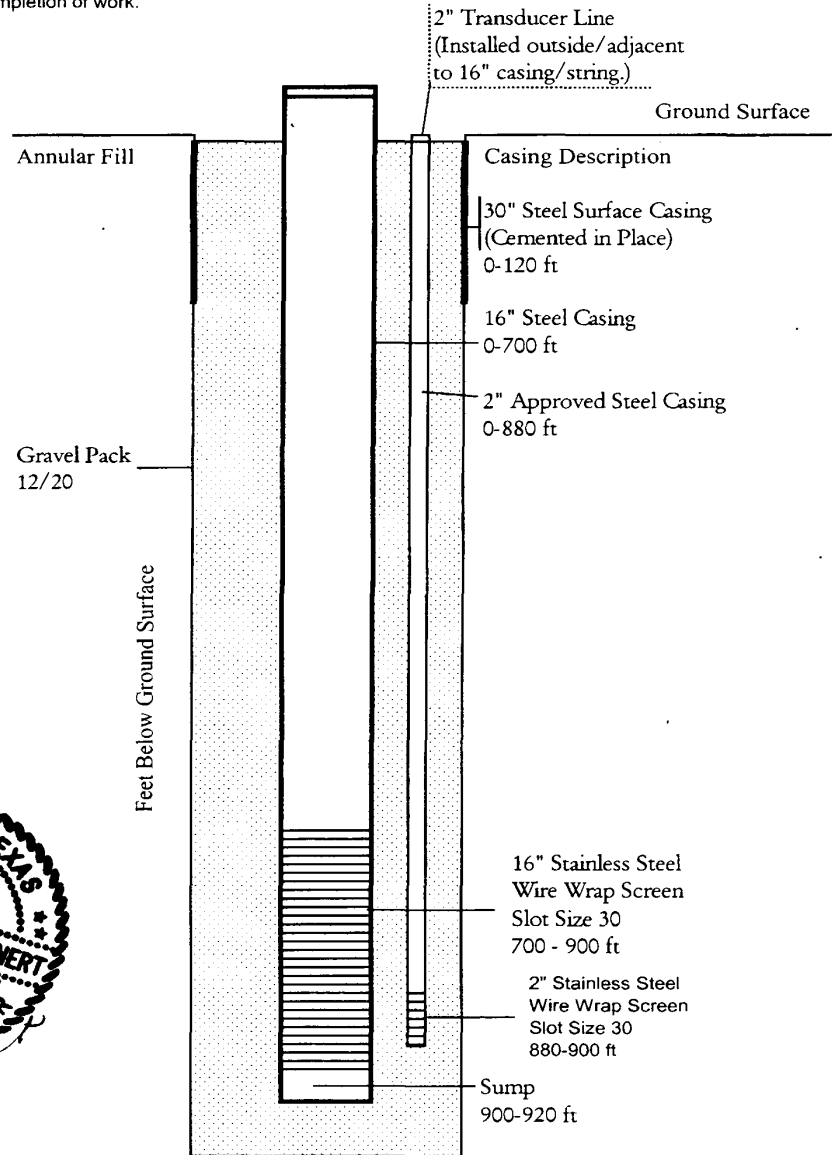 mpletion of work.
2" Transducer Line
(Installed outside/adjacent
to 16" casing/string.)
Ground Surface
Annular Fill
Casing Description
30" Steel Surface Casing
(Cemented in Place)
0-120 ft
16" Steel Casing
0-700 ft
2" Approved Steel Casing
0-880 ft
Gravel Pack
12/20
Feet Below Ground Surface
16" Stainless Steel
Wire Wrap Screen
Slot Size 30
700 - 900 ft
2" Stainless Steel
Wire Wrap Screen
Slot Size 30
880-900 ft
Sump
900-920 ft
EXAS
NERT